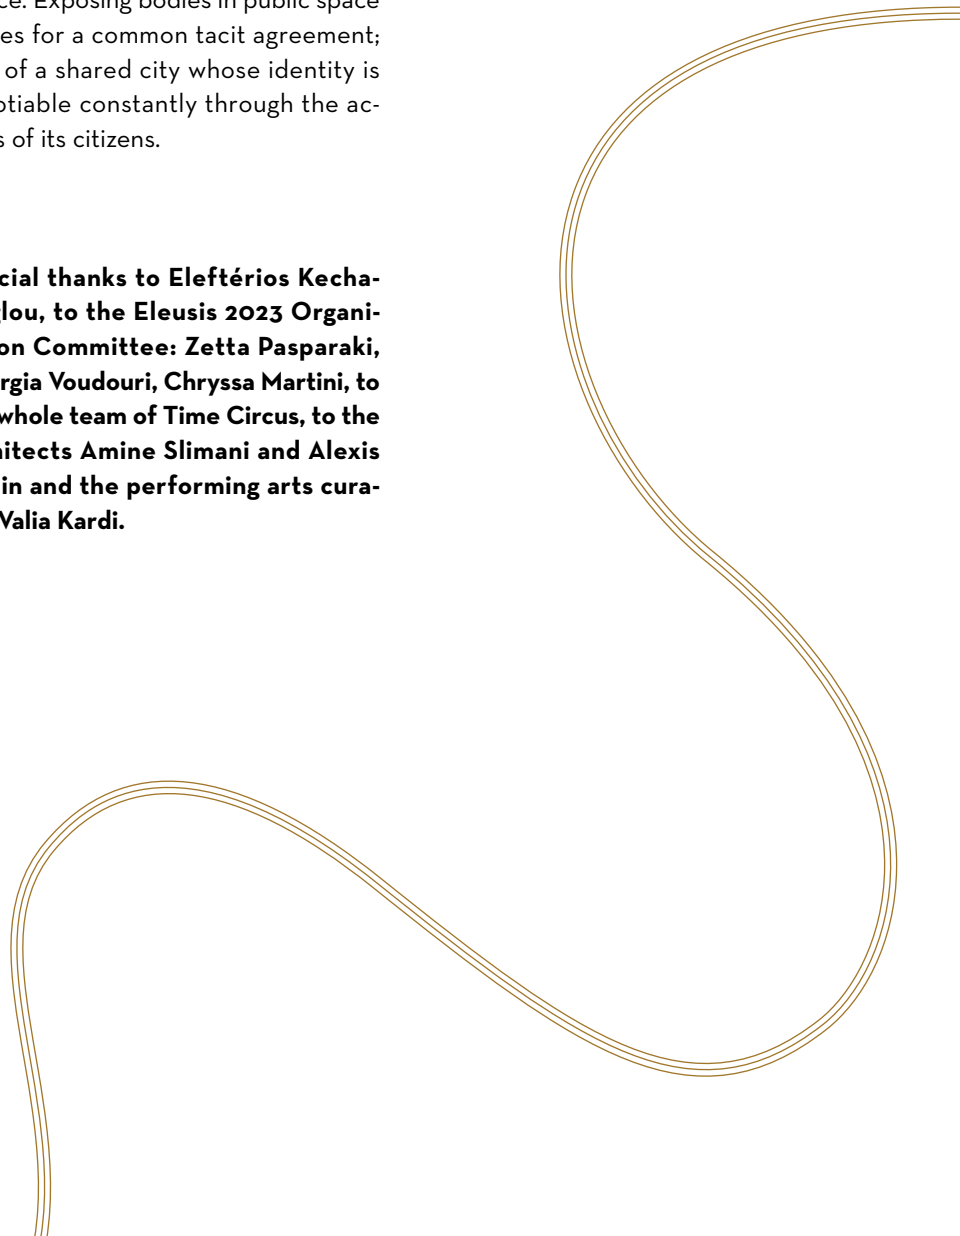 ce. Exposing bodies in public space
es for a common tacit agreement;
of a shared city whose identity is
otiable constantly through the ac-
s of its citizens.
cial thanks to Eleftérios Kecha-
glou, to the Eleusis 2023 Organi-
on Committee: Zetta Pasparaki,
rgia Voudouri, Chryssa Martini, to
whole team of Time Circus, to the
hitects Amine Slimani and Alexis
in and the performing arts cura-
Valia Kardi.